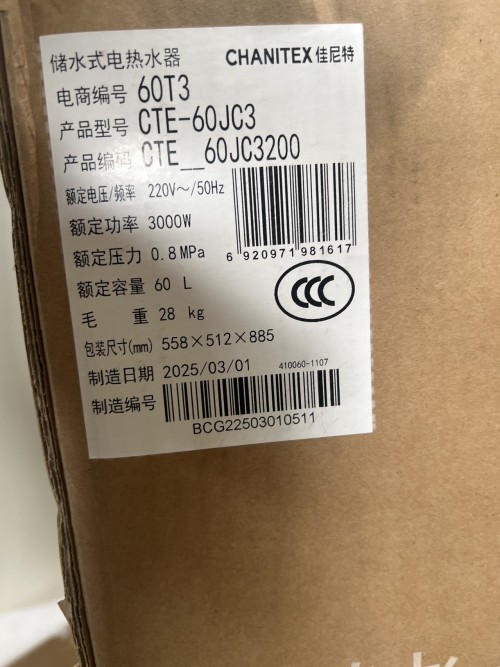 储水式电热水器 CHANITEX 佳尼特
电商编号 60T3
产品型号 CTE-60JC3
产品编码 CTE__60JC3200
额定电压/频率 220V～/50Hz
额定功率 3000W
额定压力 0.8MPa
6 920971 981617
额定容量 60 L
CCC
毛 重 28 kg
包装尺寸(mm) 558×512×885
制造日期 2025/03/01 410060-1107
制造编号
BCG22503010511